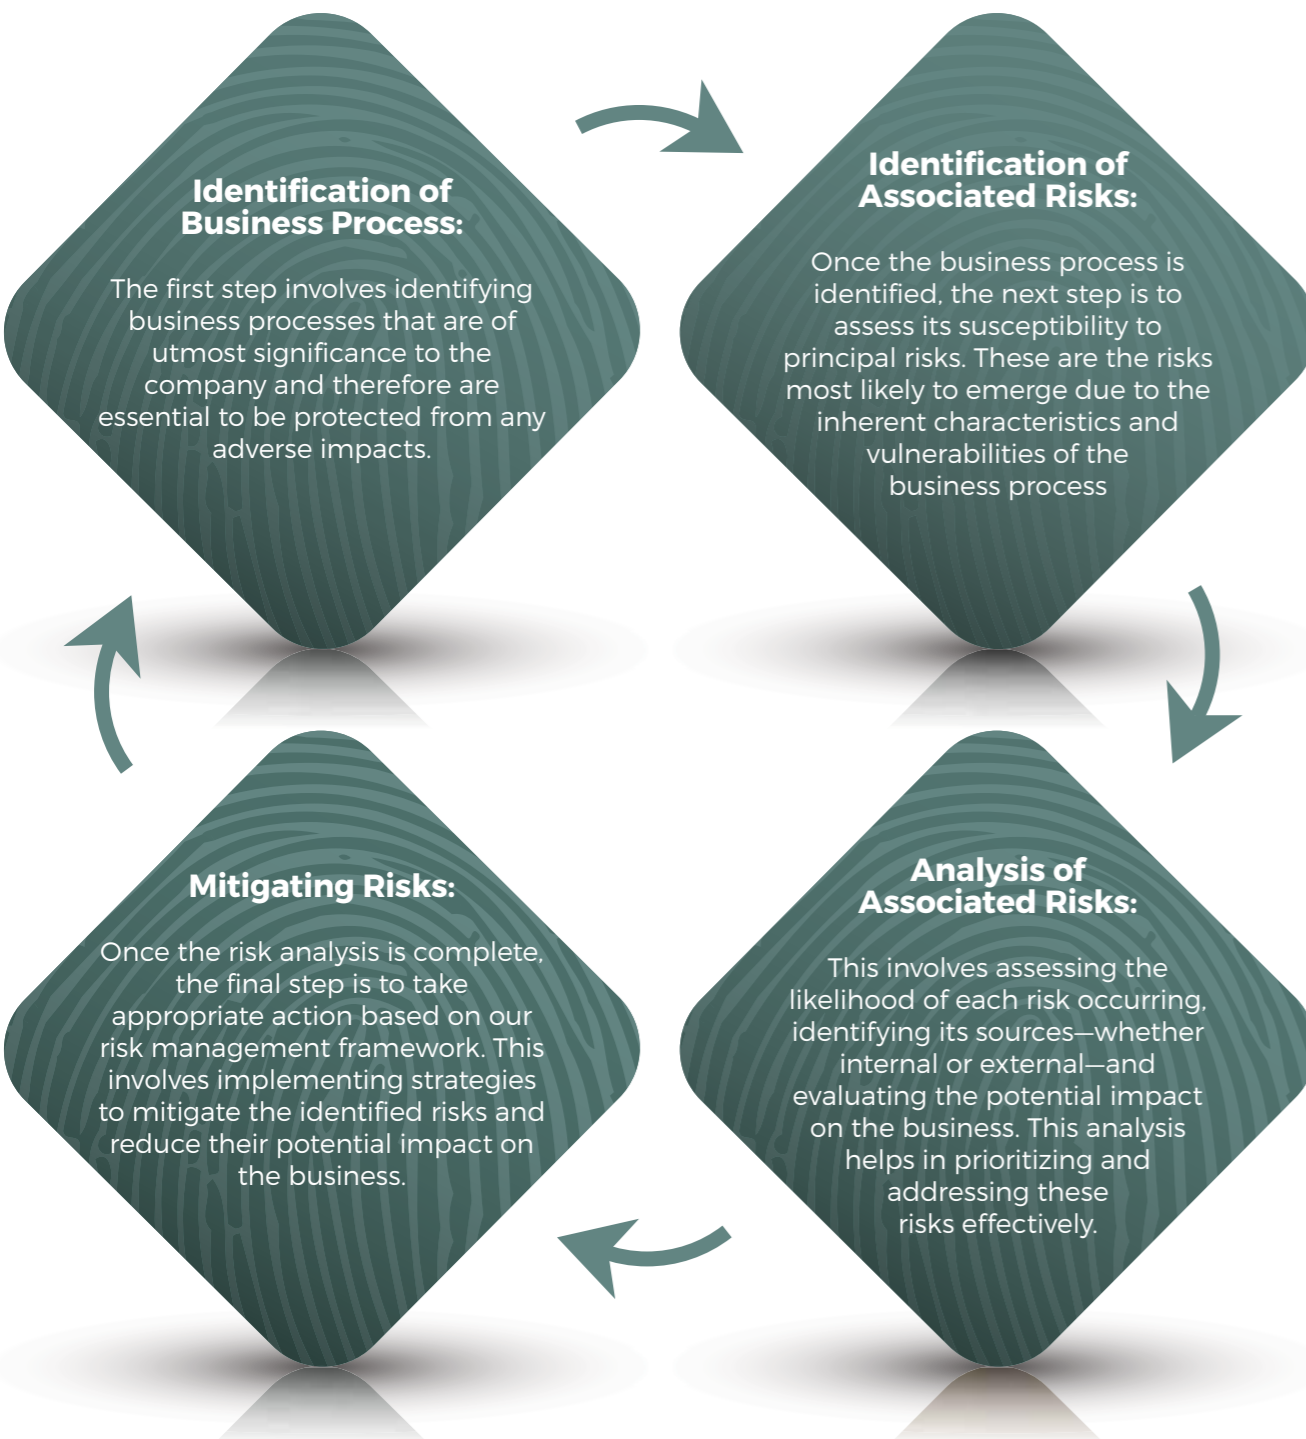 Identification of
Business Process:
The first step involves identifying
business processes that are of
utmost significance to the
company and therefore are
essential to be protected from any
adverse impacts.
Identification of
Associated Risks:
Once the business process is
identified, the next step is to
assess its susceptibility to
principal risks. These are the risks
most likely to emerge due to the
inherent characteristics and
vulnerabilities of the
business process
Analysis of
Associated Risks:
This involves assessing the
likelihood of each risk occurring,
identifying its sources—whether
internal or external—and
evaluating the potential impact
on the business. This analysis
helps in prioritizing and
addressing these
risks effectively.
Mitigating Risks:
Once the risk analysis is complete,
the final step is to take
appropriate action based on our
risk management framework. This
involves implementing strategies
to mitigate the identified risks and
reduce their potential impact on
the business.